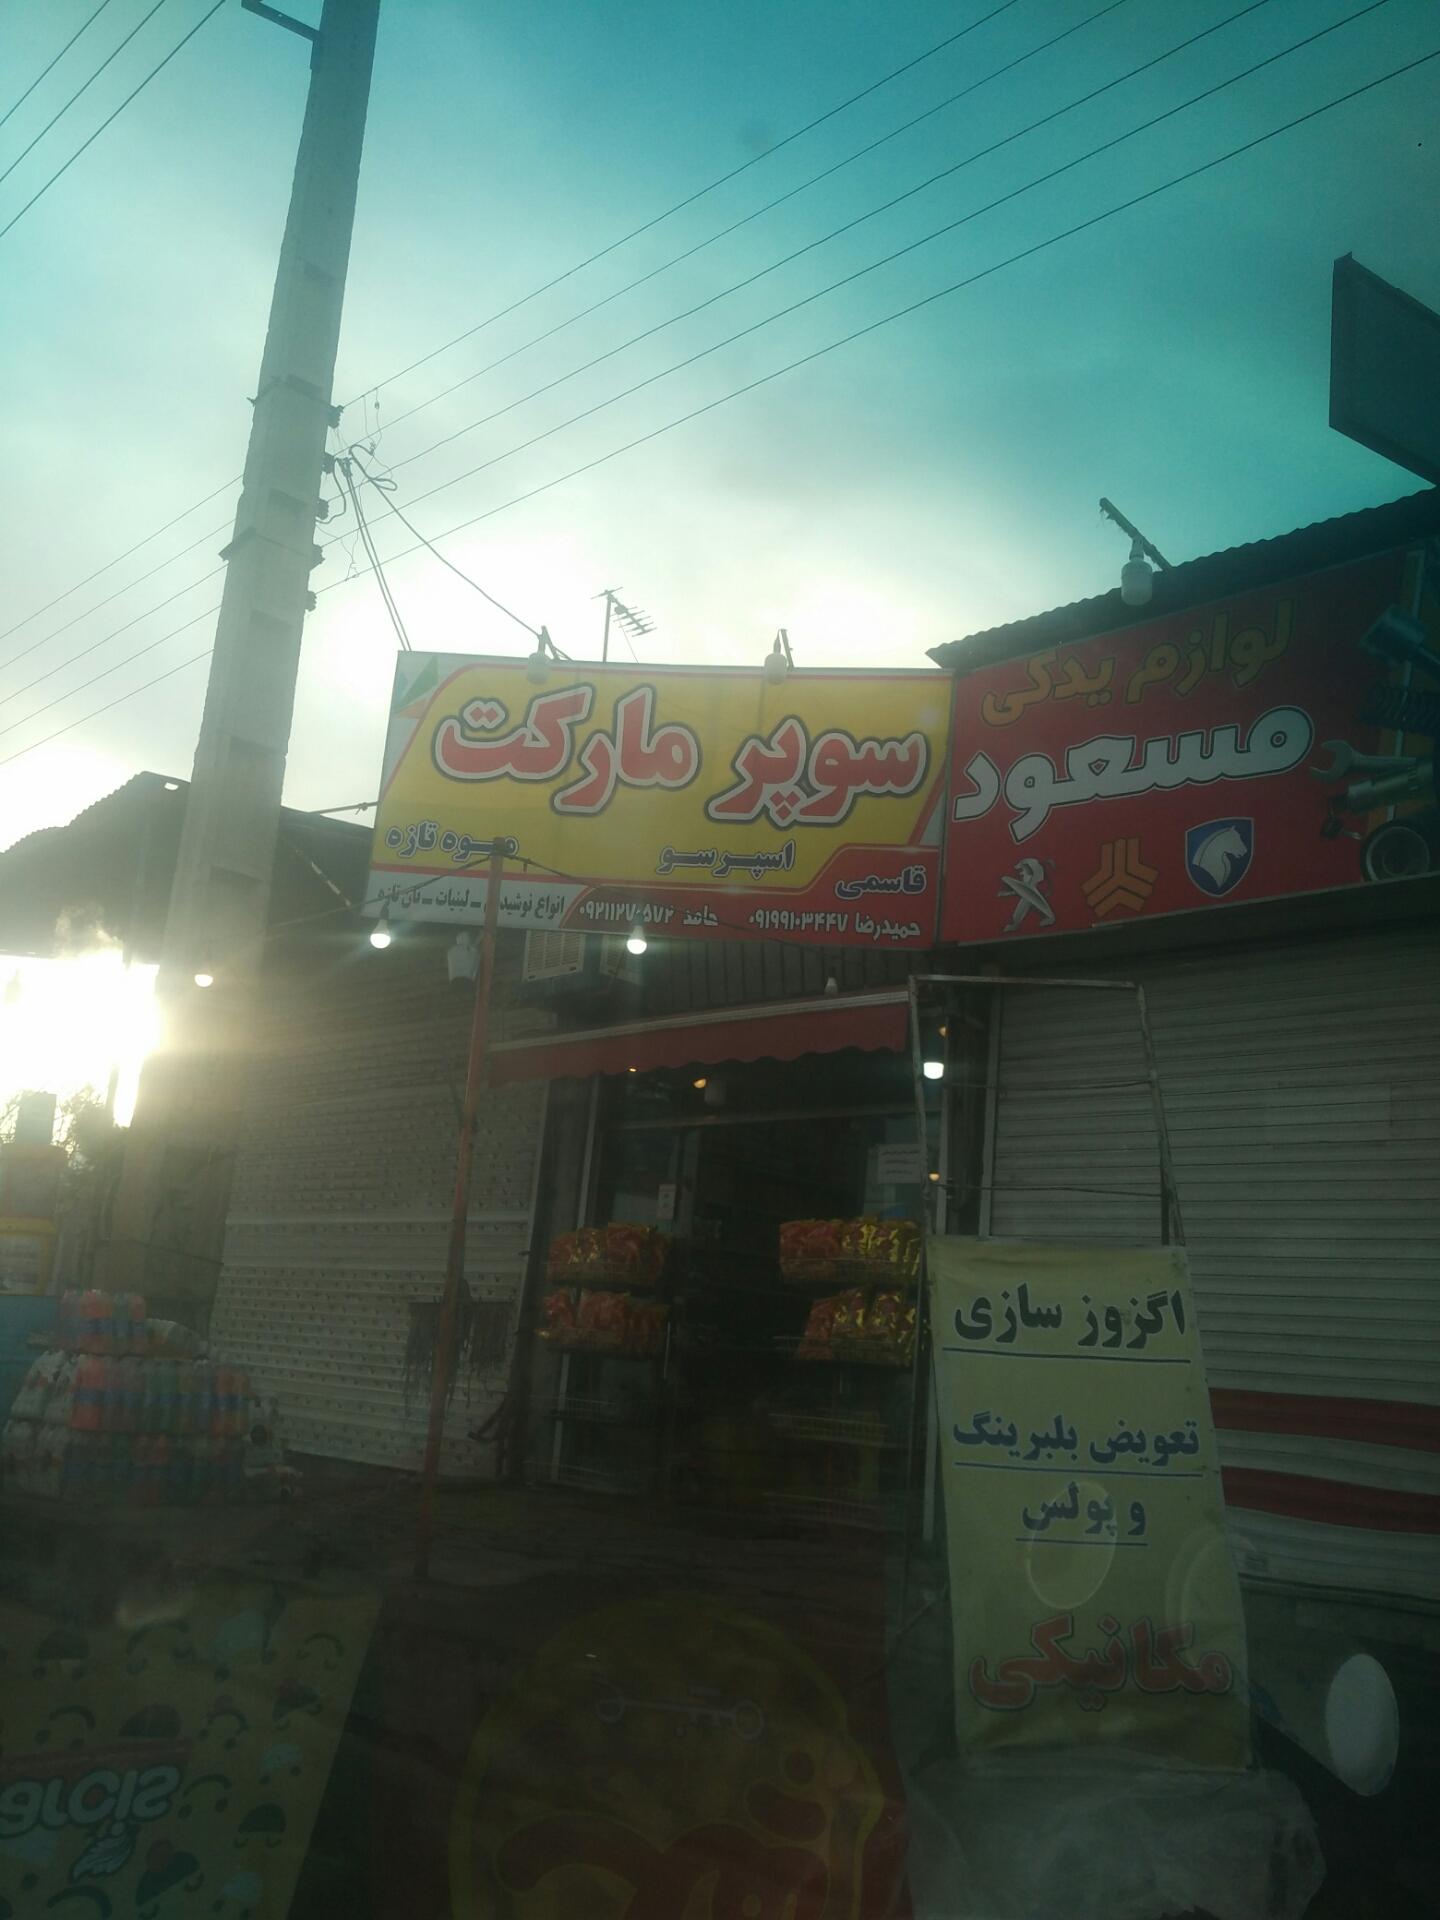 سوپر مارکت
اسپرسو
میوه تازه
قاسمی
حمیدرضا ۰۹۱۹۹۱۰۳۴۴۷
حامد ۰۹۲۱۱۲۷۰۵۷۲
انواع نوشیدنی ـ لبنیات ـ نان تازه
لوازم یدکی
مسعود
اگزوز سازی
تعویض بلبرینگ
و پولس
مکانیکی